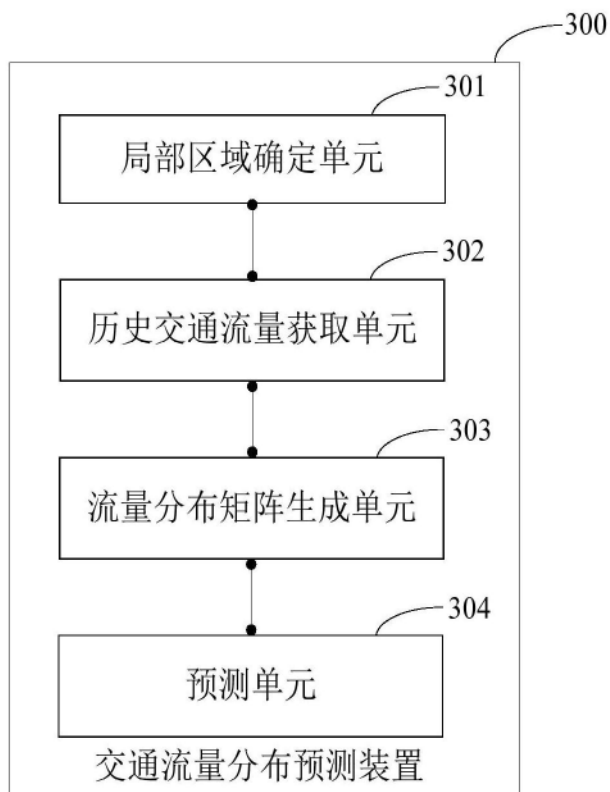 300
301
局部区域确定单元
302
历史交通流量获取单元
303
流量分布矩阵生成单元
304
预测单元
交通流量分布预测装置